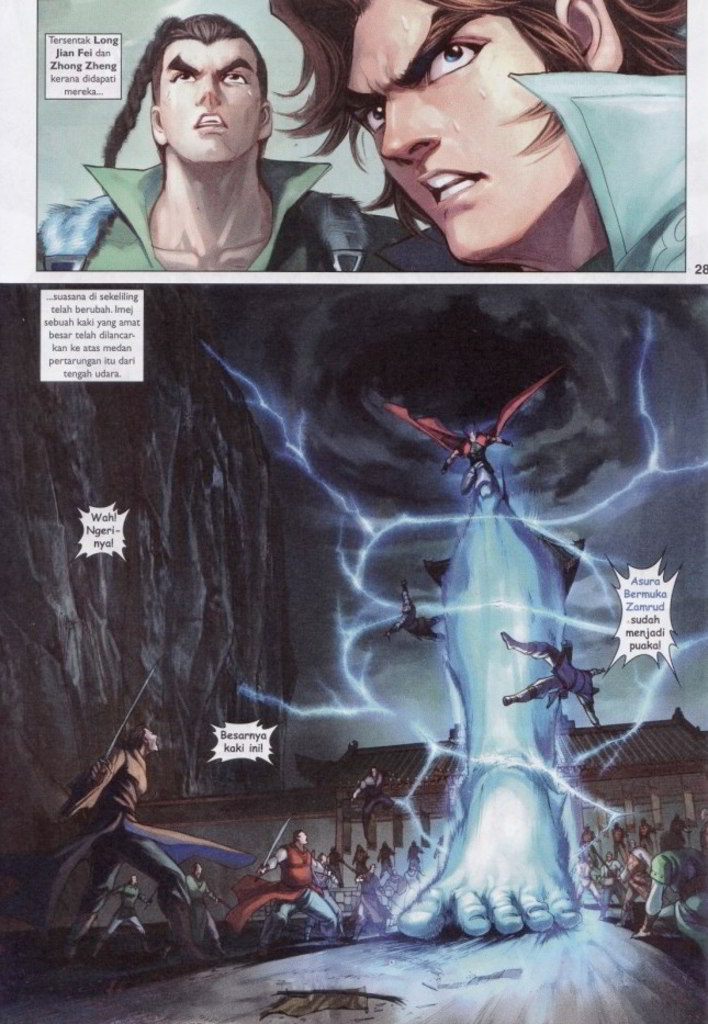 Tersentak Long
Jian Fei dan
Zhong Zheng
kerana didapati
mereka...
28
...suasana di sekeliling
telah berubah. Imej
sebuah kaki yang amat
besar telah dilancar-
kan ke atas medan
pertarungan itu dari
tengah udara.
Wah!
Ngeri-
nya!
Asura
Bermuka
Zamrud
sudah
menjadi
puaka!
Besarnya
kaki ini!